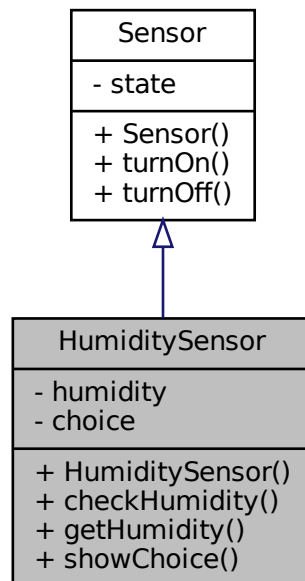 Sensor
- state
+ Sensor()
+ turnOn()
+ turnOff()
HumiditySensor
- humidity
- choice
+ HumiditySensor()
+ checkHumidity()
+ getHumidity()
+ showChoice()